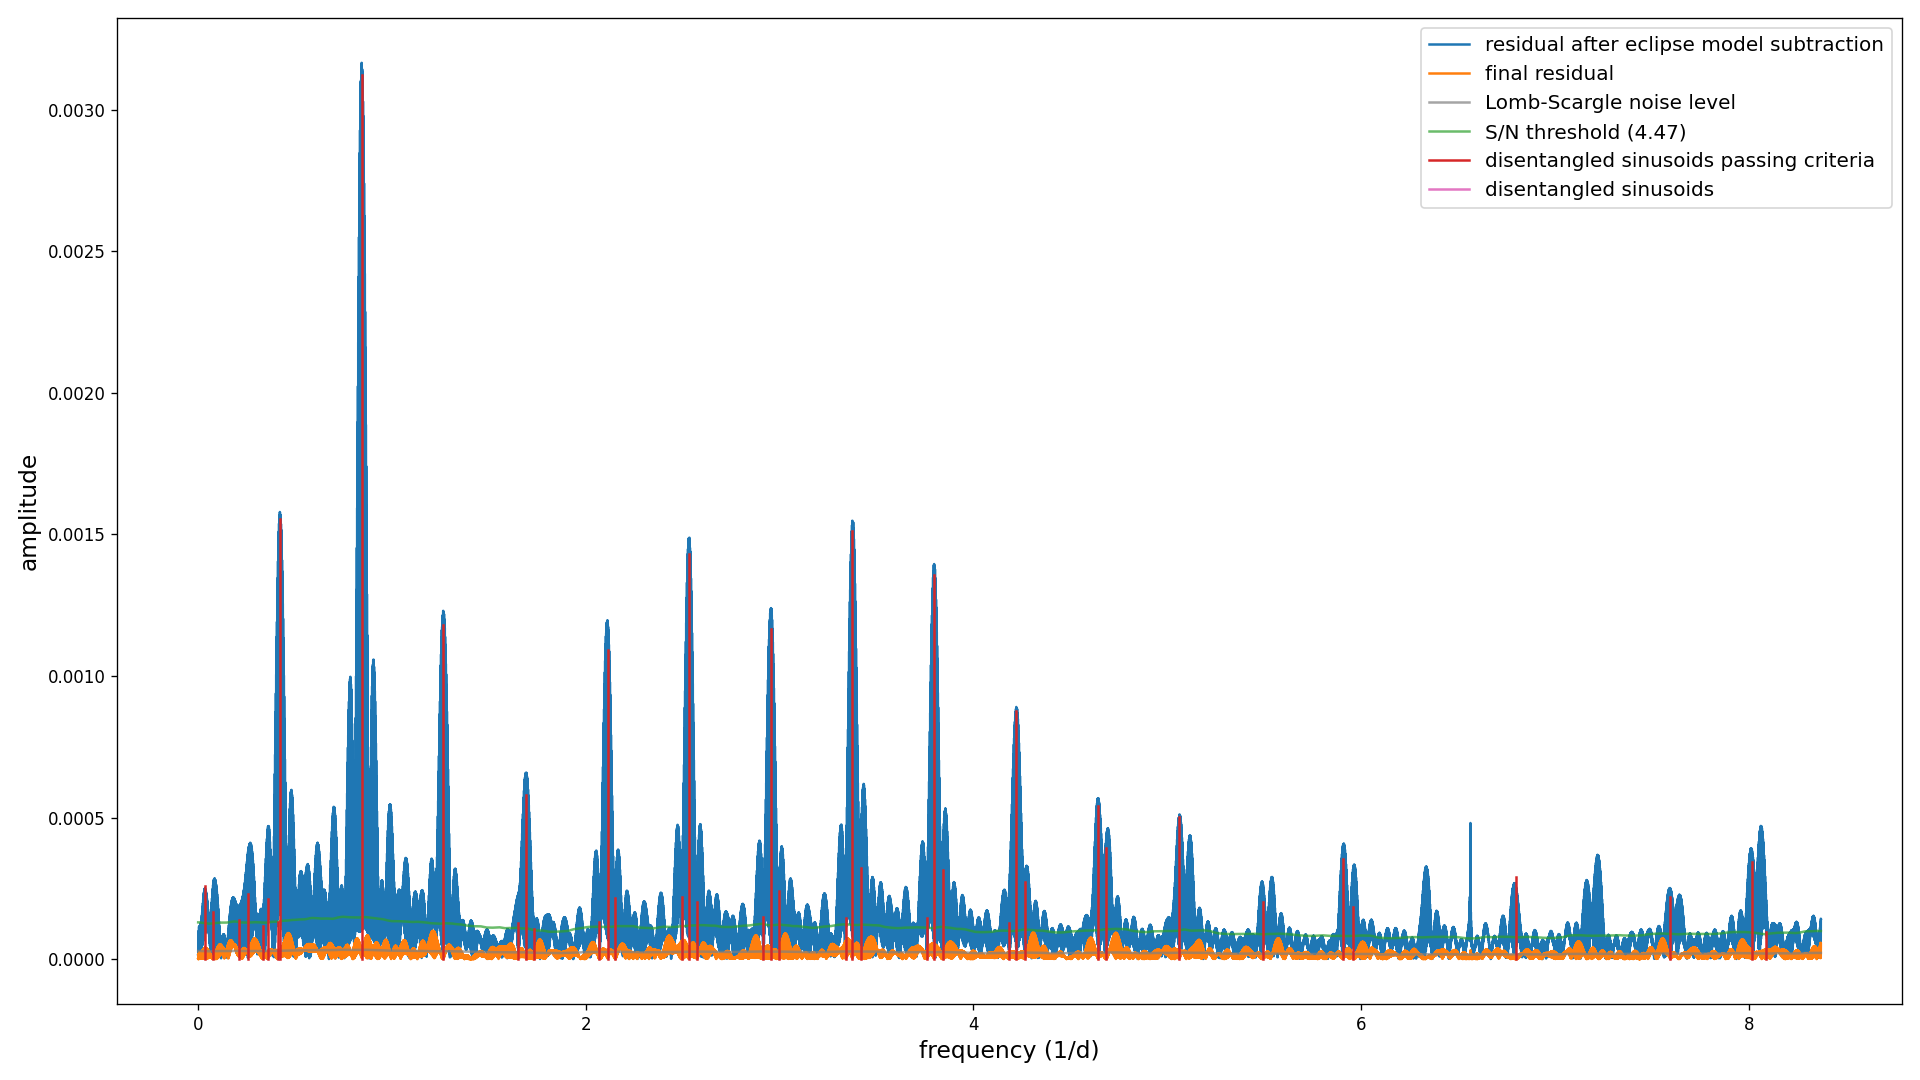 residual after eclipse model subtraction
final residual
Lomb-Scargle noise level
S/N threshold (4.47)
disentangled sinusoids passing criteria
disentangled sinusoids
0.0030
0.0025
0.0020
0.0015
0.0010
0.0005
0.0000
amplitude
0 2 4 6 8
frequency (1/d)